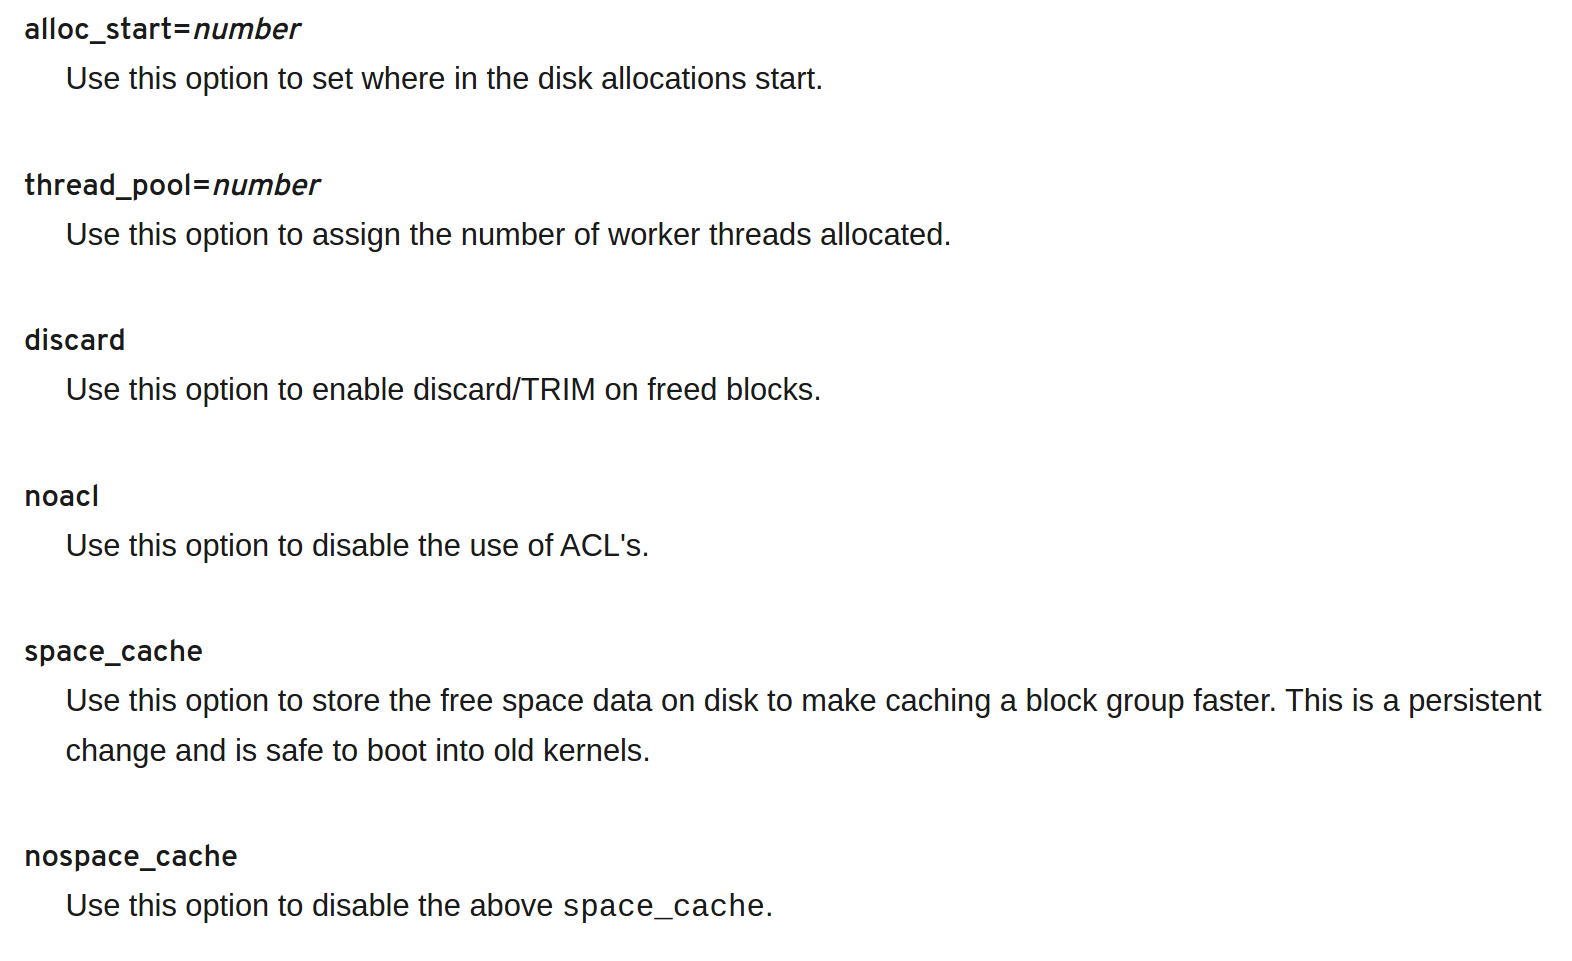 alloc_start=number
Use this option to set where in the disk allocations start.
thread_pool=number
Use this option to assign the number of worker threads allocated.
discard
Use this option to enable discard/TRIM on freed blocks.
noacl
Use this option to disable the use of ACL's.
space_cache
Use this option to store the free space data on disk to make caching a block group faster. This is a persistent
change and is safe to boot into old kernels.
nospace_cache
Use this option to disable the above space_cache.